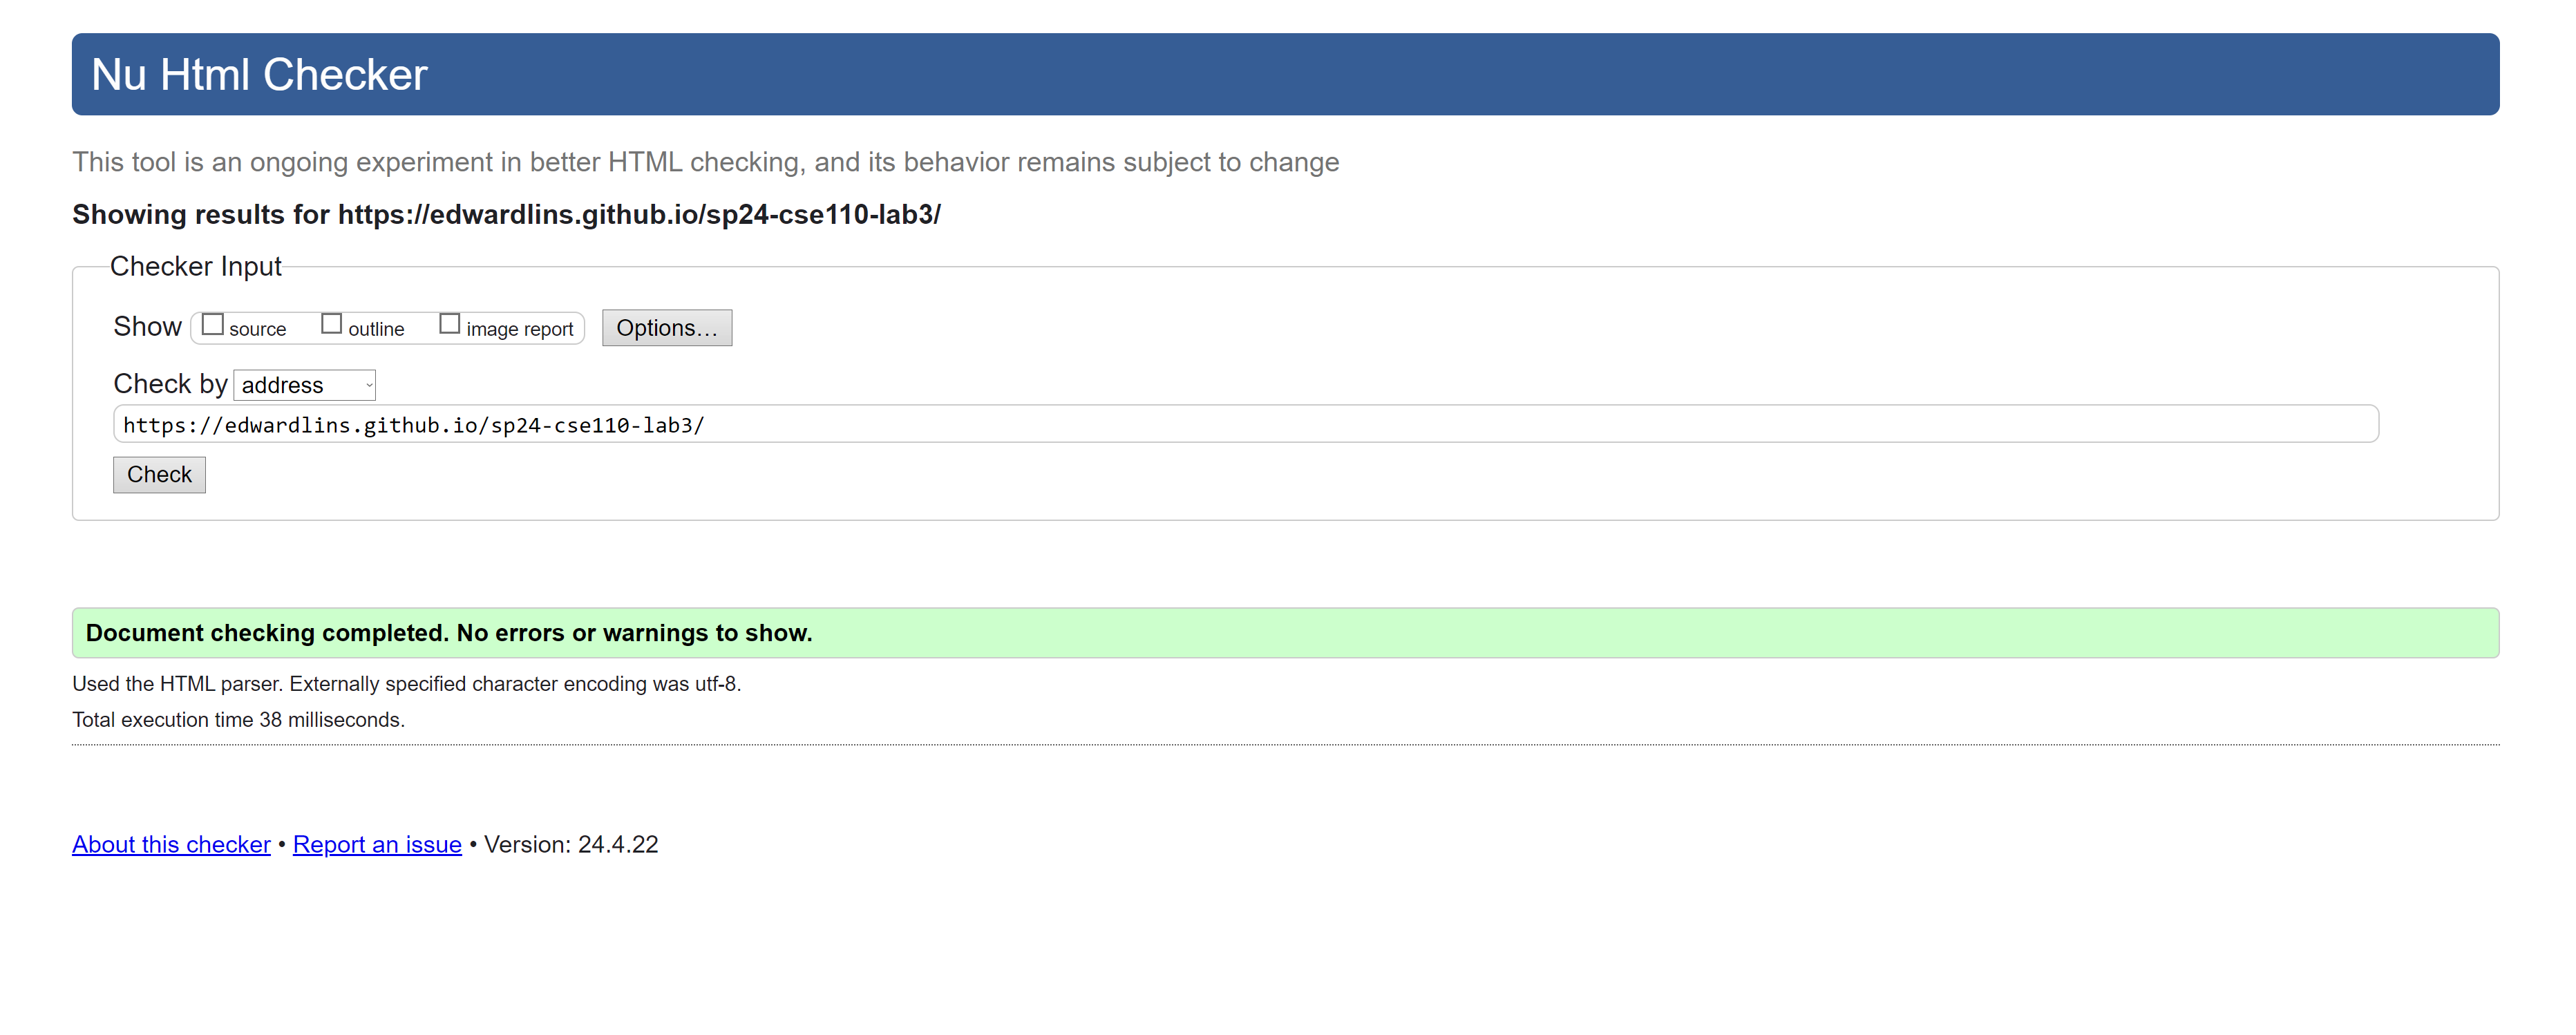 Nu Html Checker
This tool is an ongoing experiment in better HTML checking, and its behavior remains subject to change
Showing results for https://edwardlins.github.io/sp24-cse110-lab3/
Checker Input
Show source outline image report Options…
Check by address
https://edwardlins.github.io/sp24-cse110-lab3/
Check
Document checking completed. No errors or warnings to show.
Used the HTML parser. Externally specified character encoding was utf-8.
Total execution time 38 milliseconds.
About this checker • Report an issue • Version: 24.4.22